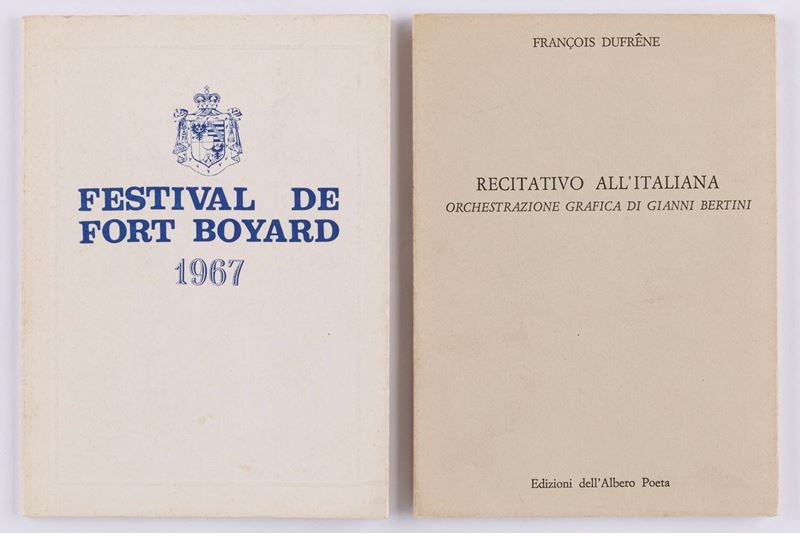 FESTIVAL DE
FORT BOYARD
1967
FRANÇOIS DUFRÊNE
RECITATIVO ALL'ITALIANA
ORCHESTRAZIONE GRAFICA DI GIANNI BERTINI
Edizioni dell'Albero Poeta